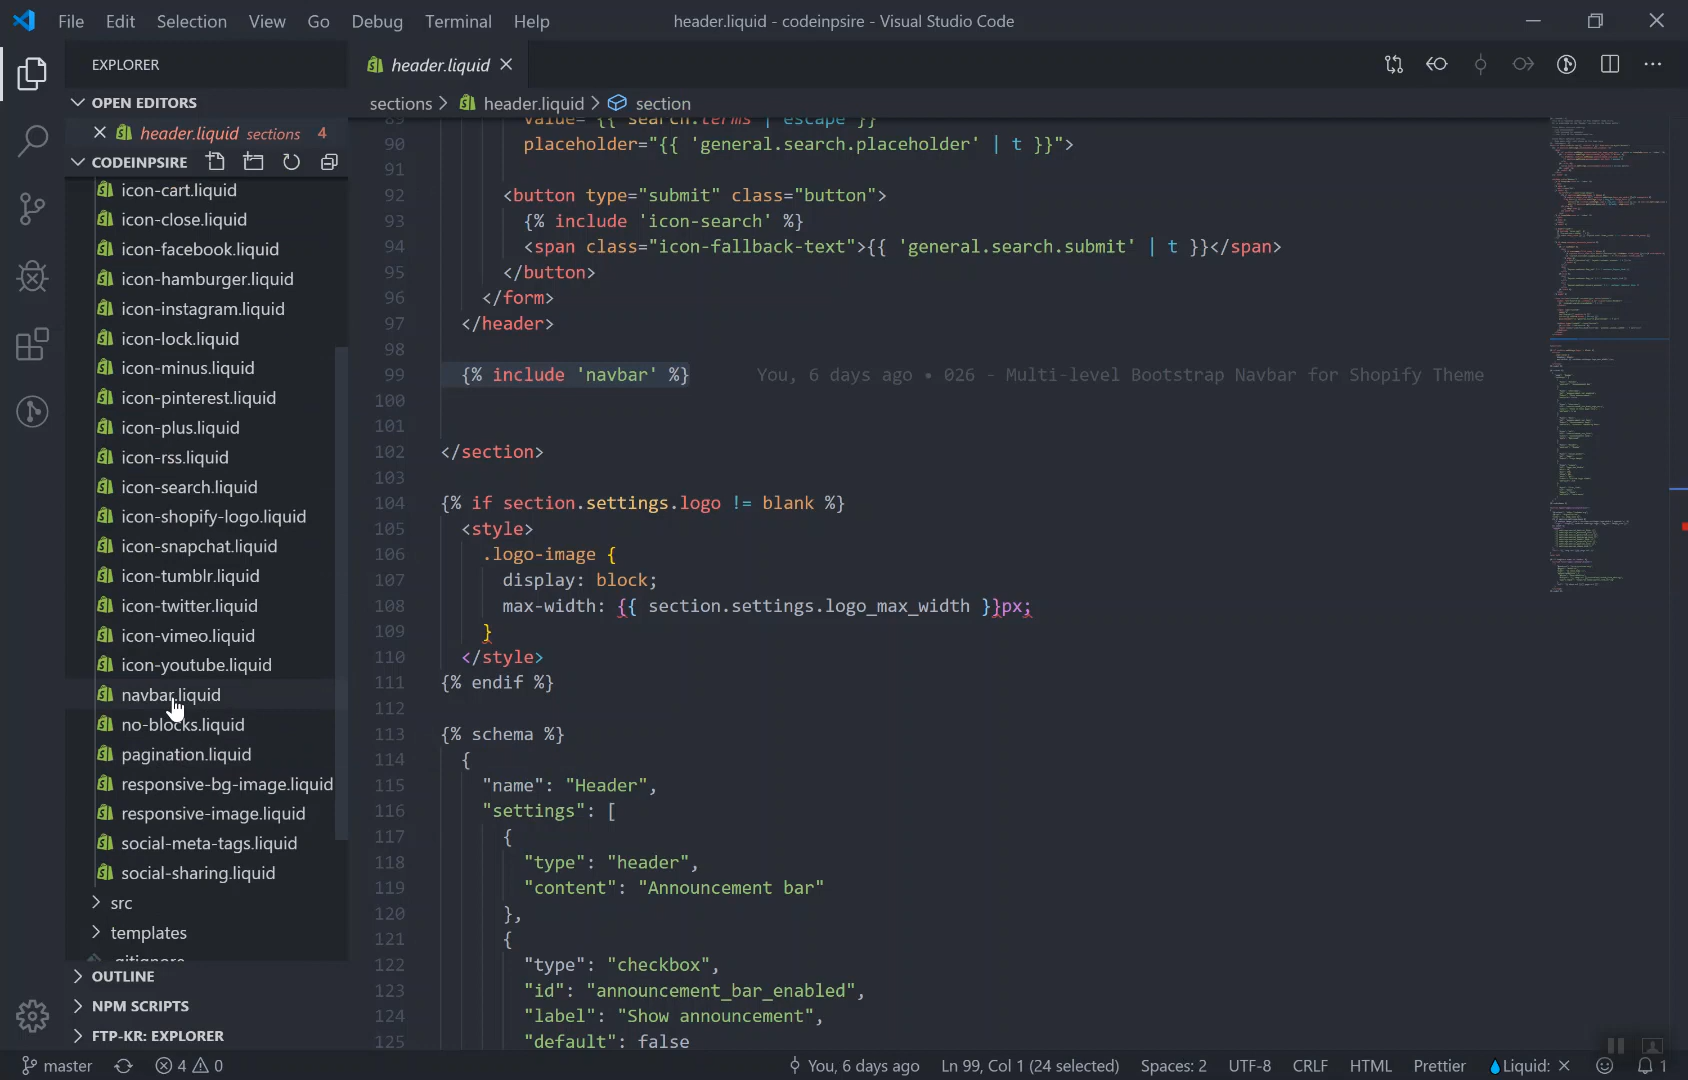 File Edit Selection View Go Debug Terminal Help
header.liquid - codeinpsire - Visual Studio Code
EXPLORER
header.liquid
OPEN EDITORS
sections > header.liquid > section
header.liquid sections 4
CODEINPSIRE
icon-cart.liquid
icon-close.liquid
icon-facebook.liquid
icon-hamburger.liquid
icon-instagram.liquid
icon-lock.liquid
icon-minus.liquid
icon-pinterest.liquid
icon-plus.liquid
icon-rss.liquid
icon-search.liquid
icon-shopify-logo.liquid
icon-snapchat.liquid
icon-tumblr.liquid
icon-twitter.liquid
icon-vimeo.liquid
icon-youtube.liquid
navbar.liquid
no-blocks.liquid
pagination.liquid
responsive-bg-image.liquid
responsive-image.liquid
social-meta-tags.liquid
social-sharing.liquid
src
templates
.gitignore
OUTLINE
NPM SCRIPTS
FTP-KR: EXPLORER
89 value="{{ search.terms | escape }}"
90 placeholder="{{ 'general.search.placeholder' | t }}">
91
92 <button type="submit" class="button">
93 {% include 'icon-search' %}
94 <span class="icon-fallback-text">{{ 'general.search.submit' | t }}</span>
95 </button>
96 </form>
97 </header>
98
99 {% include 'navbar' %} You, 6 days ago • 026 - Multi-level Bootstrap Navbar for Shopify Theme
100
101
102 </section>
103
104 {% if section.settings.logo != blank %}
105 <style>
106 .logo-image {
107 display: block;
108 max-width: {{ section.settings.logo_max_width }}px;
109 }
110 </style>
111 {% endif %}
112
113 {% schema %}
114 {
115 "name": "Header",
116 "settings": [
117 {
118 "type": "header",
119 "content": "Announcement bar"
120 },
121 {
122 "type": "checkbox",
123 "id": "announcement_bar_enabled",
124 "label": "Show announcement",
125 "default": false
master 4 0 You, 6 days ago Ln 99, Col 1 (24 selected) Spaces: 2 UTF-8 CRLF HTML Prettier Liquid: ✕ 1